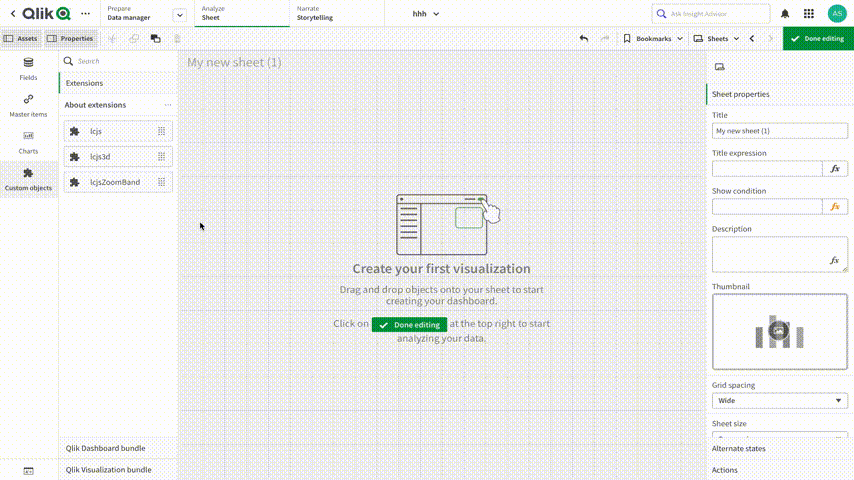 Qlik
Prepare
Data manager
Analyze
Sheet
Narrate
Storytelling
hhh
Ask Insight Advisor
AS
Assets
Properties
Bookmarks
Sheets
Done editing
Fields
Master items
Charts
Custom objects
Search
Extensions
About extensions
lcjs
lcjs3d
lcjsZoomBand
Qlik Dashboard bundle
Qlik Visualization bundle
My new sheet (1)
Create your first visualization
Drag and drop objects onto your sheet to start
creating your dashboard.
Click on Done editing at the top right to start
analyzing your data.
Sheet properties
Title
My new sheet (1)
Title expression
fx
Show condition
fx
Description
fx
Thumbnail
Grid spacing
Wide
Sheet size
Alternate states
Actions